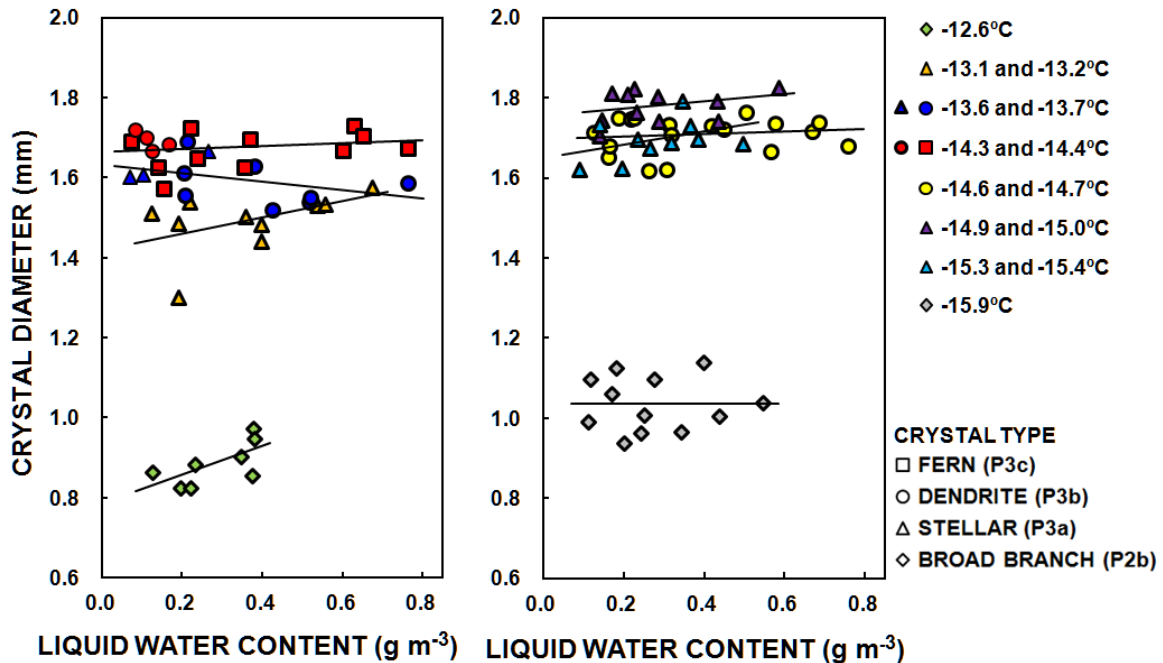 CRYSTAL DIAMETER (mm)
2.0
1.8
1.6
1.4
1.2
1.0
0.8
0.6
0.0 0.2 0.4 0.6 0.8
LIQUID WATER CONTENT (g m-3)
2.0
1.8
1.6
1.4
1.2
1.0
0.8
0.6
0.0 0.2 0.4 0.6 0.8
LIQUID WATER CONTENT (g m-3)
-12.6ºC
-13.1 and -13.2ºC
-13.6 and -13.7ºC
-14.3 and -14.4ºC
-14.6 and -14.7ºC
-14.9 and -15.0ºC
-15.3 and -15.4ºC
-15.9ºC
CRYSTAL TYPE
FERN (P3c)
DENDRITE (P3b)
STELLAR (P3a)
BROAD BRANCH (P2b)